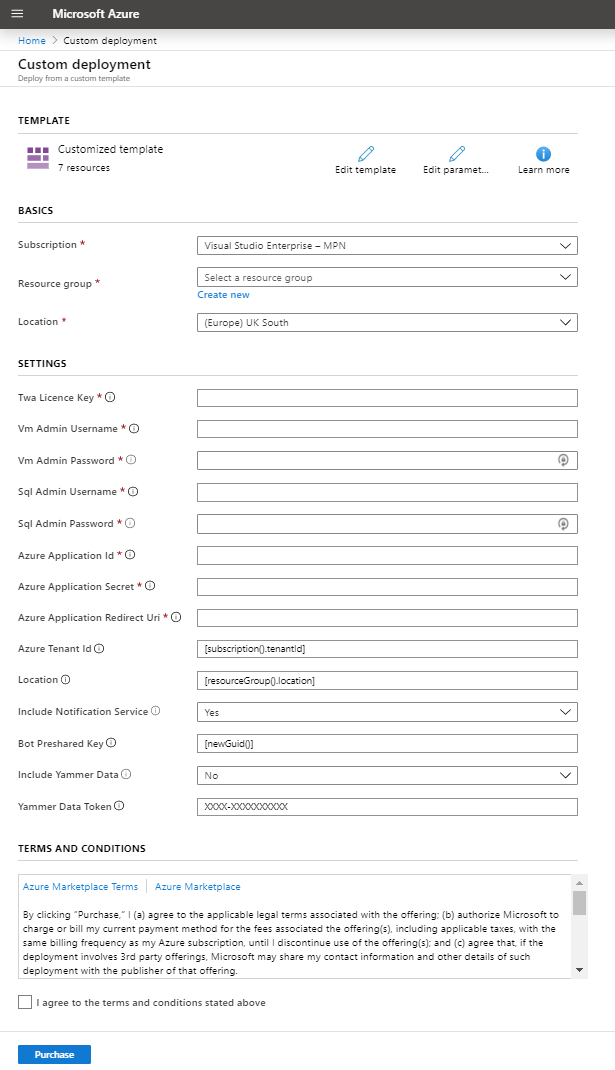 Microsoft Azure
Home > Custom deployment
Custom deployment
Deploy from a custom template
TEMPLATE
Customized template
7 resources
Edit template
Edit paramet...
Learn more
BASICS
Subscription *
Visual Studio Enterprise – MPN
Resource group *
Select a resource group
Create new
Location *
(Europe) UK South
SETTINGS
Twa Licence Key *
Vm Admin Username *
Vm Admin Password *
Sql Admin Username *
Sql Admin Password *
Azure Application Id *
Azure Application Secret *
Azure Application Redirect Uri *
Azure Tenant Id
[subscription().tenantId]
Location
[resourceGroup().location]
Include Notification Service
Yes
Bot Preshared Key
[newGuid()]
Include Yammer Data
No
Yammer Data Token
XXXX-XXXXXXXXXX
TERMS AND CONDITIONS
Azure Marketplace Terms | Azure Marketplace
By clicking "Purchase," I (a) agree to the applicable legal terms associated with the offering; (b) authorize Microsoft to
charge or bill my current payment method for the fees associated the offering(s), including applicable taxes, with the
same billing frequency as my Azure subscription, until I discontinue use of the offering(s); and (c) agree that, if the
deployment involves 3rd party offerings, Microsoft may share my contact information and other details of such
deployment with the publisher of that offering.
I agree to the terms and conditions stated above
Purchase